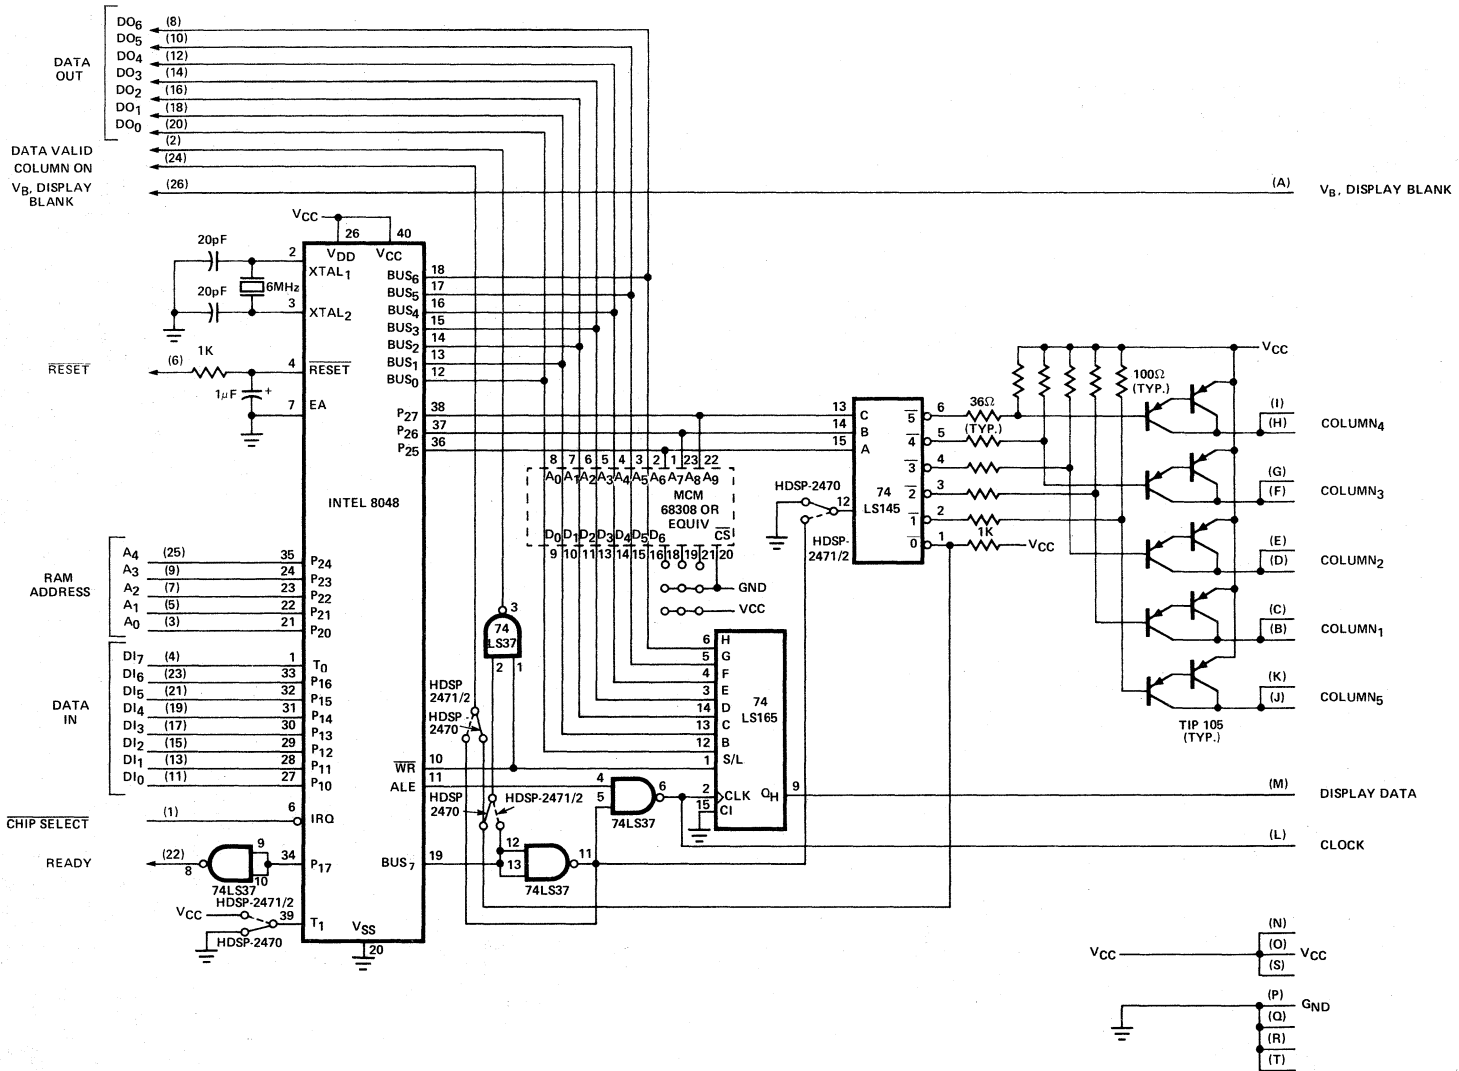 DATA OUT
DO6 (8)
DO5 (10)
DO4 (12)
DO3 (14)
DO2 (16)
DO1 (18)
DO0 (20)
DATA VALID (2)
COLUMN ON (24)
VB, DISPLAY BLANK (26)
(A) VB, DISPLAY BLANK
VCC
26 40
VDD VCC
20pF
2 XTAL1
6MHz
20pF
3 XTAL2
RESET (6) 1K 4 RESET
1μF +
7 EA
INTEL 8048
BUS6 18
BUS5 17
BUS4 16
BUS3 15
BUS2 14
BUS1 13
BUS0 12
P27 38
P26 37
P25 36
8 7 6 5 4 3 2 1 23 22
A0 A1 A2 A3 A4 A5 A6 A7 A8 A9
MCM 68308 OR EQUIV
D0 D1 D2 D3 D4 D5 D6 CS
9 10 11 13 14 15 16 18 19 21 20
GND
VCC
13 C
14 B
15 A
HDSP-2470
12
HDSP-2471/2
74 LS145
5 6
4 5
3 4
2 3
1 2
0 1
36Ω (TYP.)
1K VCC
100Ω (TYP.)
VCC
(I)
(H) COLUMN4
(G)
(F) COLUMN3
(E)
(D) COLUMN2
(C)
(B) COLUMN1
(K)
(J) COLUMN5
TIP 105 (TYP.)
RAM ADDRESS
A4 (25) 35 P24
A3 (9) 24 P23
A2 (7) 23 P22
A1 (5) 22 P21
A0 (3) 21 P20
DATA IN
DI7 (4) 1 T0
DI6 (23) 33 P16
DI5 (21) 32 P15
DI4 (19) 31 P14
DI3 (17) 30 P13
DI2 (15) 29 P12
DI1 (13) 28 P11
DI0 (11) 27 P10
CHIP SELECT (1) 6 IRQ
READY (22) 8 9 10 34 P17
74LS37
HDSP-2471/2
VCC 39 T1
HDSP-2470
VSS
20
3
74 LS37
2 1
HDSP 2471/2
HDSP - 2470
WR 10
ALE 11
HDSP 2470
HDSP-2471/2
BUS7 19
12
13
11
74LS37
4
5
6
74LS37
6 H
5 G
4 F
3 E
14 D
13 C
12 B
1 S/L
2 CLK
15 CI
74 LS165
QH 9
(M) DISPLAY DATA
(L) CLOCK
(N)
VCC (O) VCC
(S)
(P) GND
(Q)
(R)
(T)